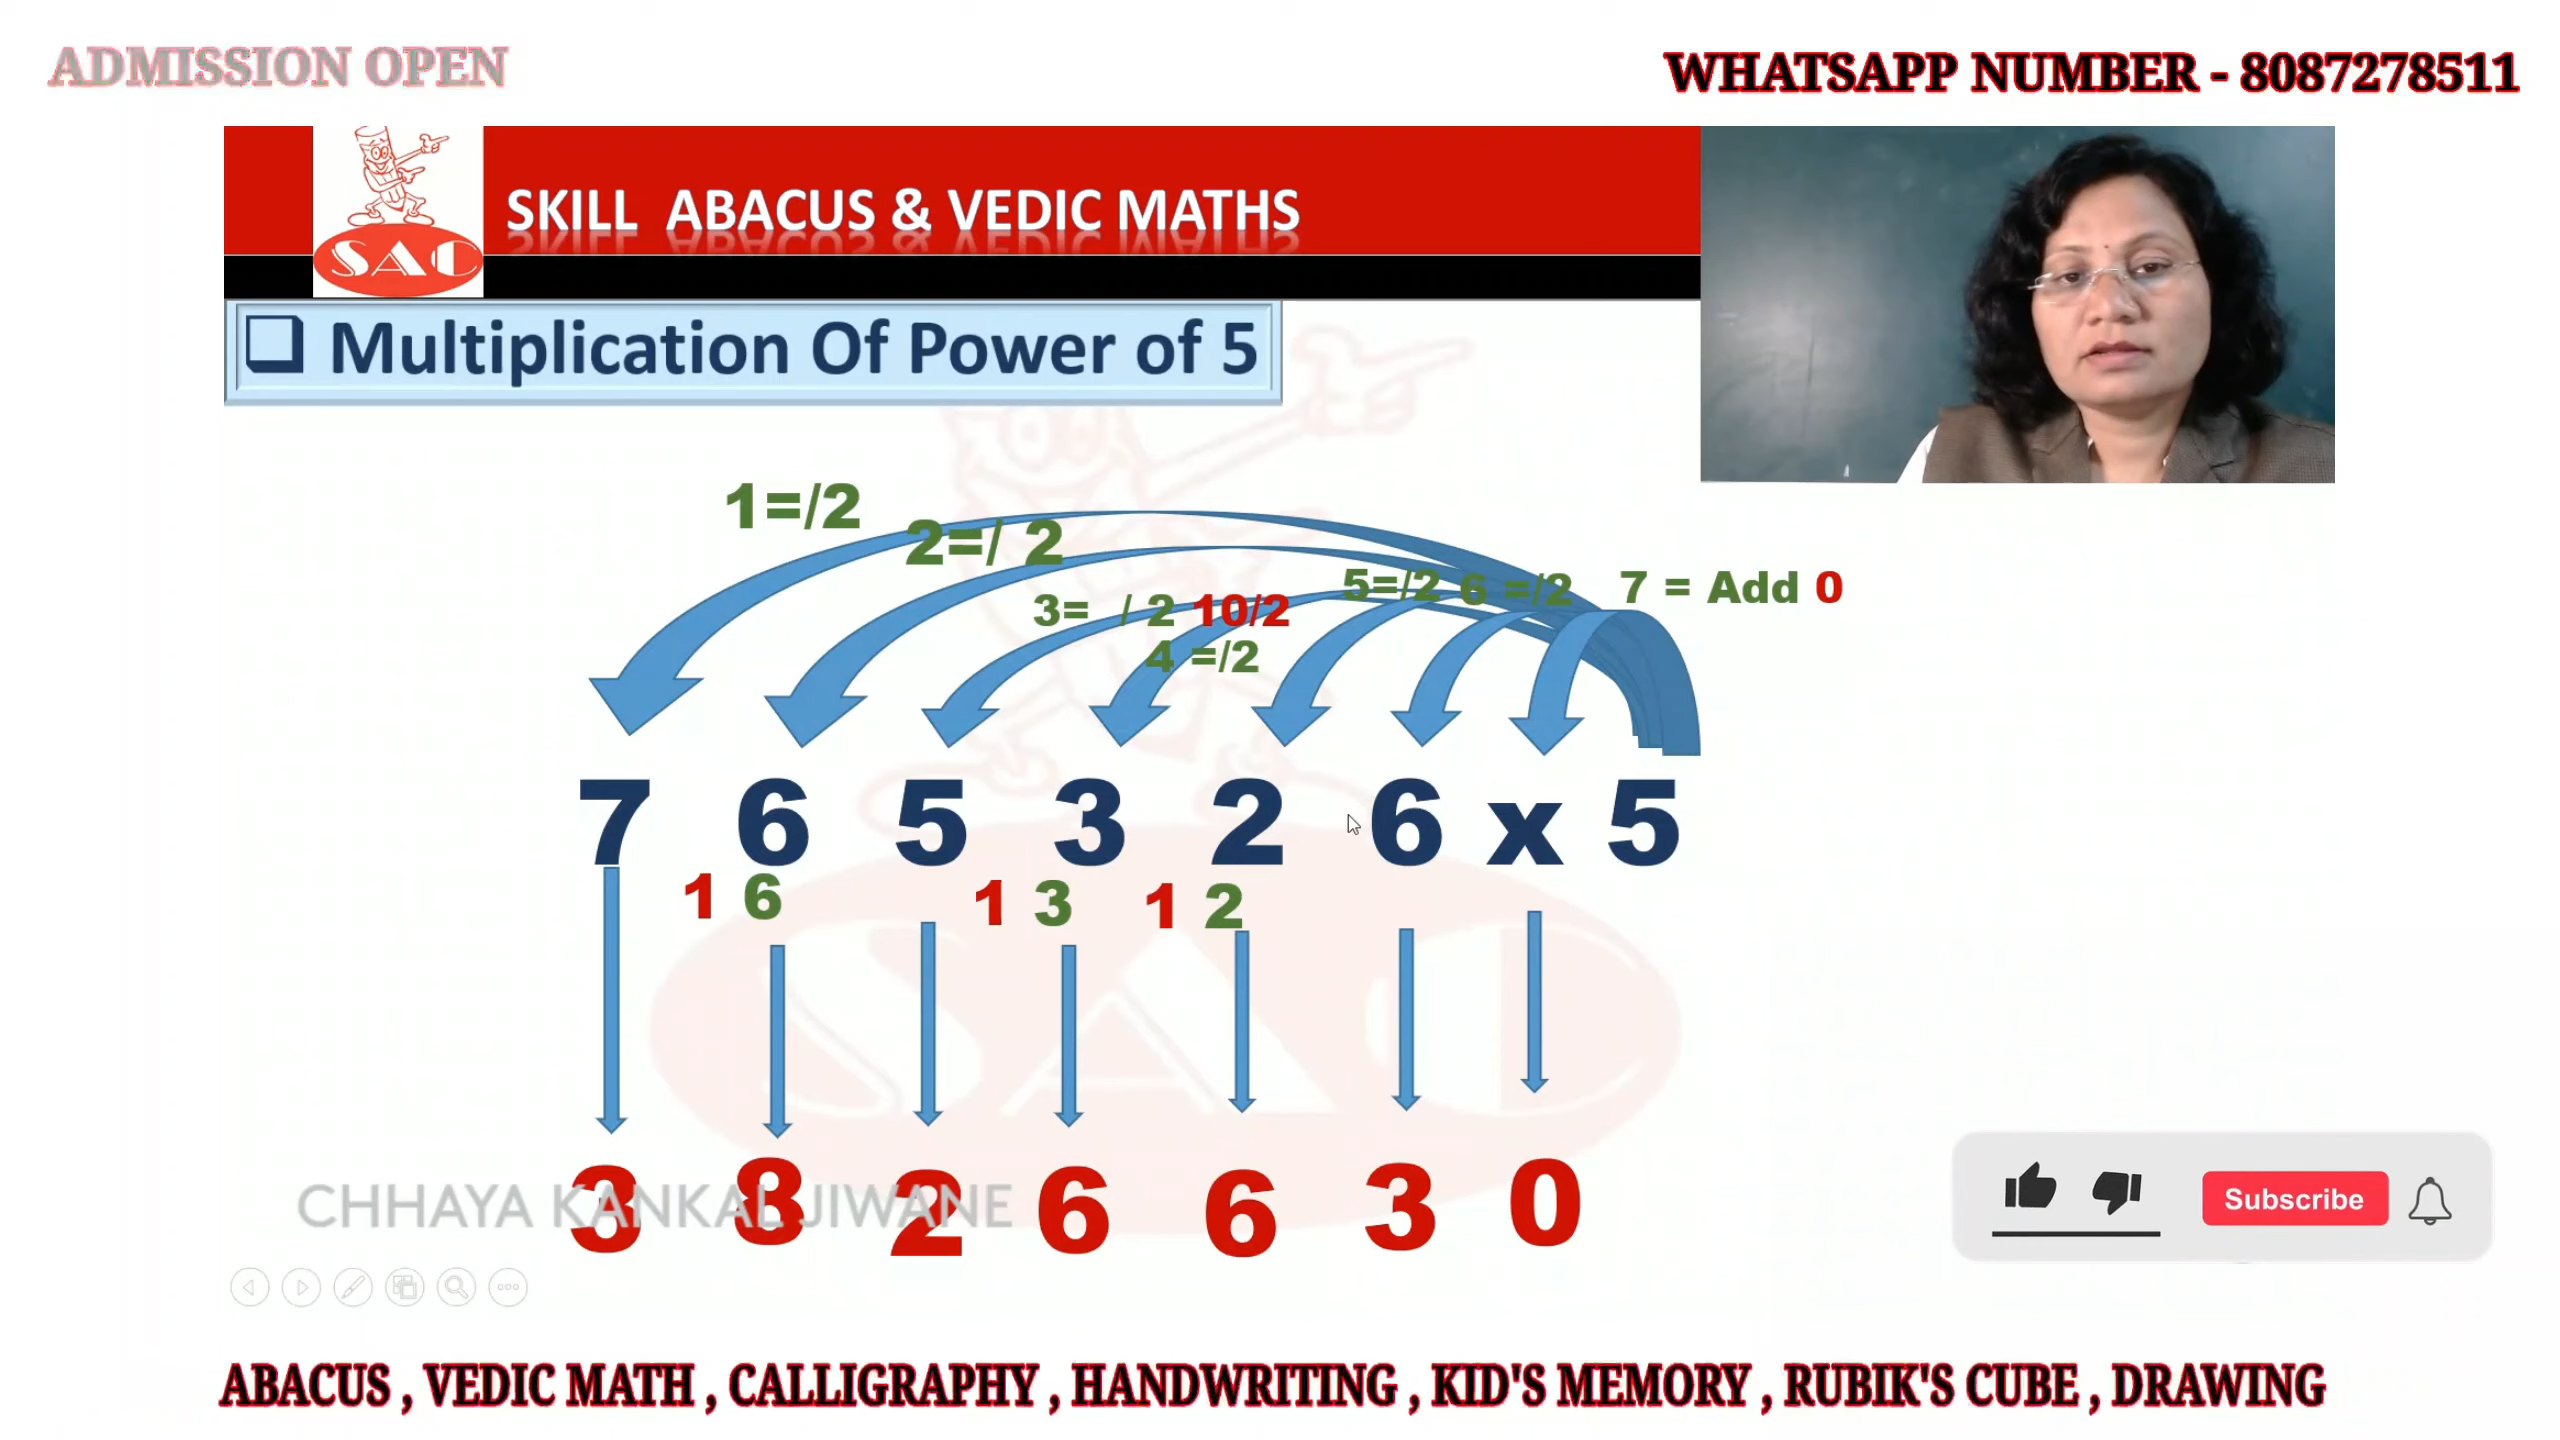 ADMISSION OPEN
WHATSAPP NUMBER - 8087278511
SAC
SKILL ABACUS & VEDIC MATHS
Multiplication Of Power of 5
1=/2
2=/ 2
3= / 2 10/2
4 =/2
5=/2 6 =/2 7 = Add 0
7 6 5 3 2 6 x 5
1 6 1 3 1 2
3 8 2 6 6 3 0
CHHAYA KANKAL JIWANE
Subscribe
ABACUS , VEDIC MATH , CALLIGRAPHY , HANDWRITING , KID'S MEMORY , RUBIK'S CUBE , DRAWING